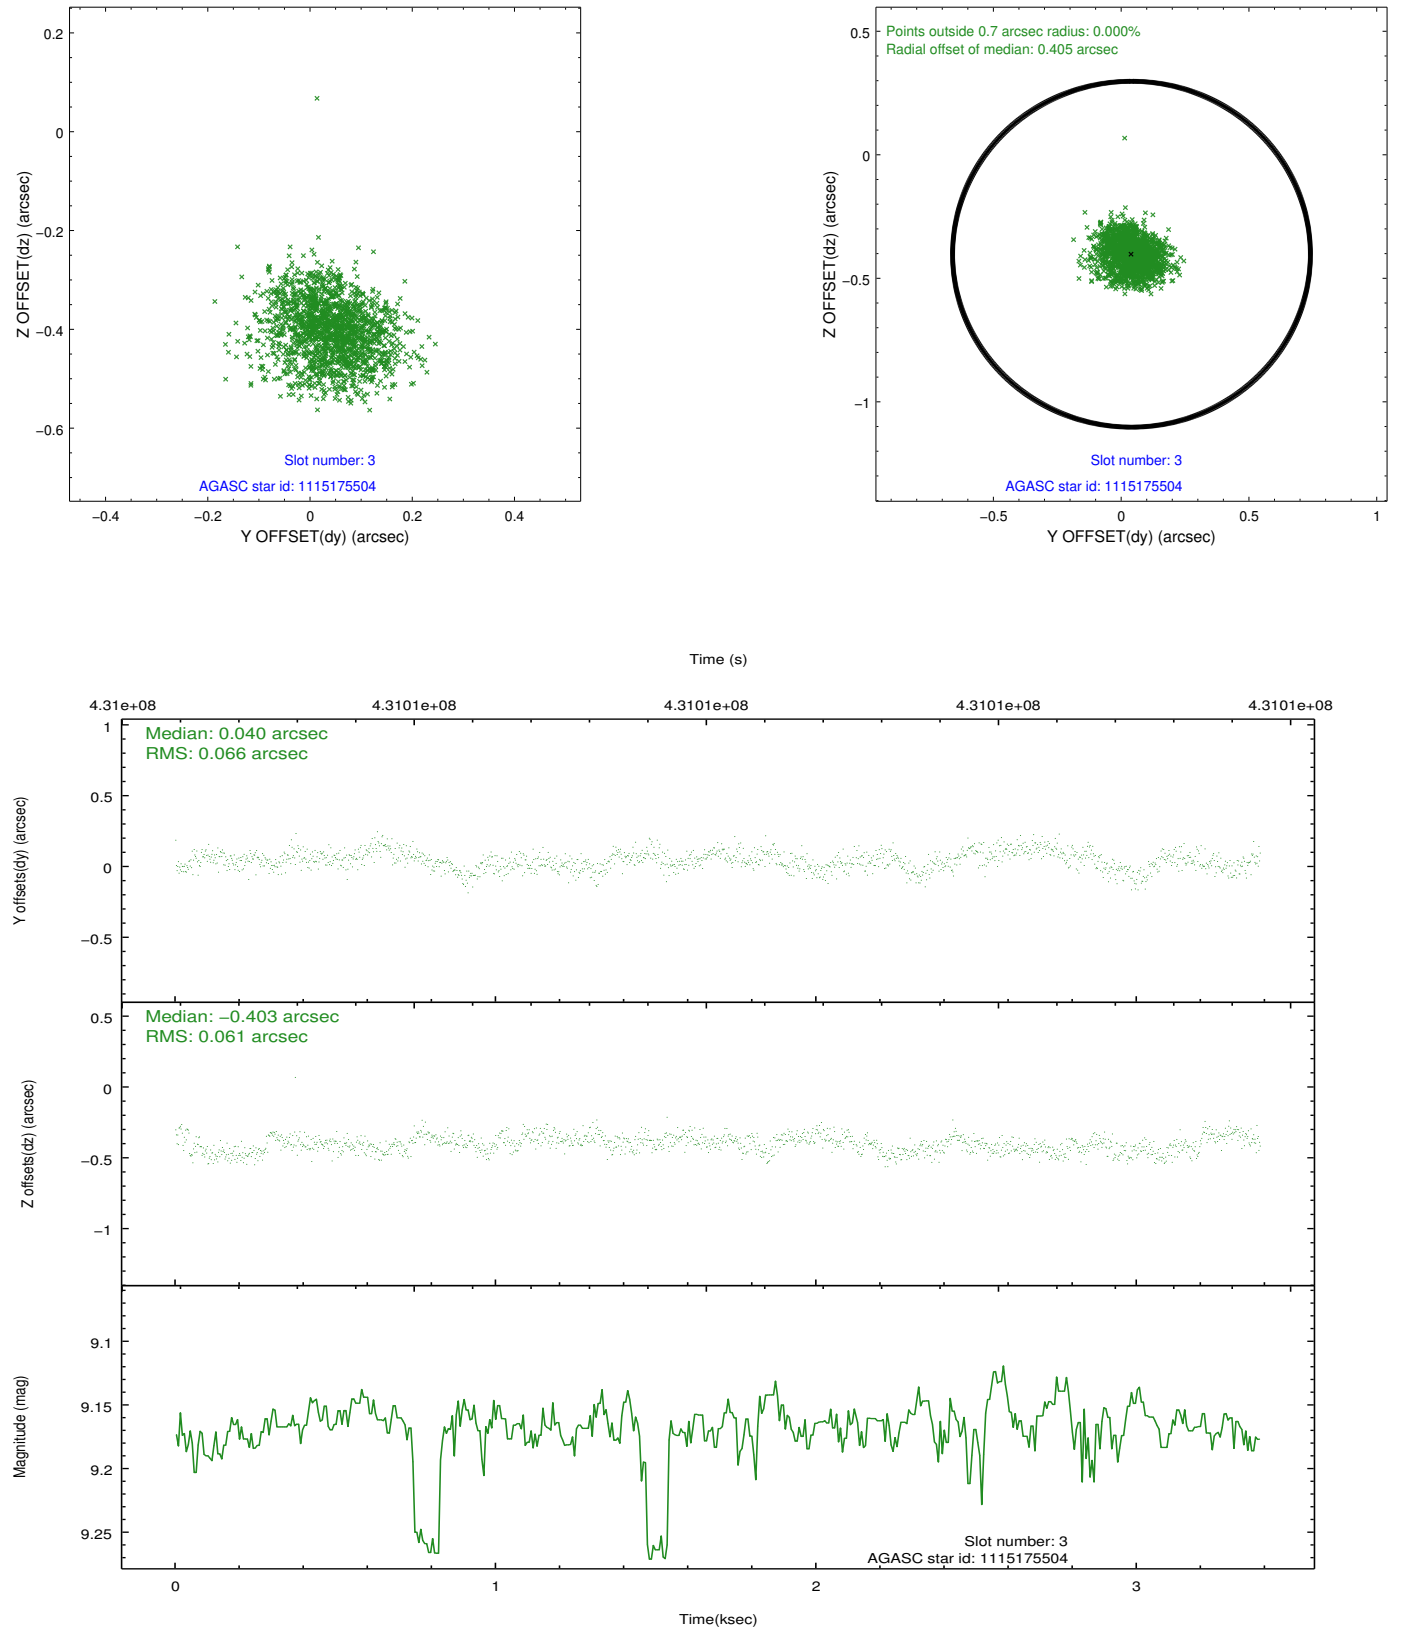 0.2
0
−0.2
−0.4
−0.6
Z OFFSET(dz) (arcsec)
Slot number: 3
AGASC star id: 1115175504
−0.4 −0.2 0 0.2 0.4
Y OFFSET(dy) (arcsec)
Points outside 0.7 arcsec radius: 0.000%
Radial offset of median: 0.405 arcsec
0.5
0
−0.5
−1
Z OFFSET(dz) (arcsec)
Slot number: 3
AGASC star id: 1115175504
−0.5 0 0.5 1
Y OFFSET(dy) (arcsec)
Time (s)
4.31e+08 4.3101e+08 4.3101e+08 4.3101e+08 4.3101e+08
Median: 0.040 arcsec
RMS: 0.066 arcsec
1
0.5
0
−0.5
Y offsets(dy) (arcsec)
Median: −0.403 arcsec
RMS: 0.061 arcsec
0.5
0
−0.5
−1
Z offsets(dz) (arcsec)
9.1
9.15
9.2
9.25
Magnitude (mag)
Slot number: 3
AGASC star id: 1115175504
0 1 2 3
Time(ksec)